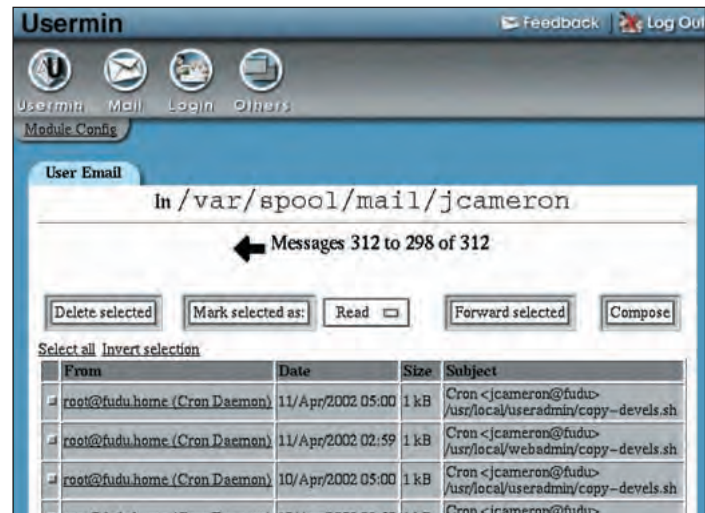 Usermin
Feedback Log Out
Usermin Mail Login Others
Module Config
User Email
In /var/spool/mail/jcameron
Messages 312 to 298 of 312
Delete selected Mark selected as: Read Forward selected Compose
Select all Invert selection
From Date Size Subject
root@fudu.home (Cron Daemon) 11/Apr/2002 05:00 1 kB Cron <jcameron@fudu>
/usr/local/useradmin/copy-devels.sh
root@fudu.home (Cron Daemon) 11/Apr/2002 02:59 1 kB Cron <jcameron@fudu>
/usr/local/webadmin/copy-devels.sh
root@fudu.home (Cron Daemon) 10/Apr/2002 05:00 1 kB Cron <jcameron@fudu>
/usr/local/useradmin/copy-devels.sh
Cron <jcameron@fudu>